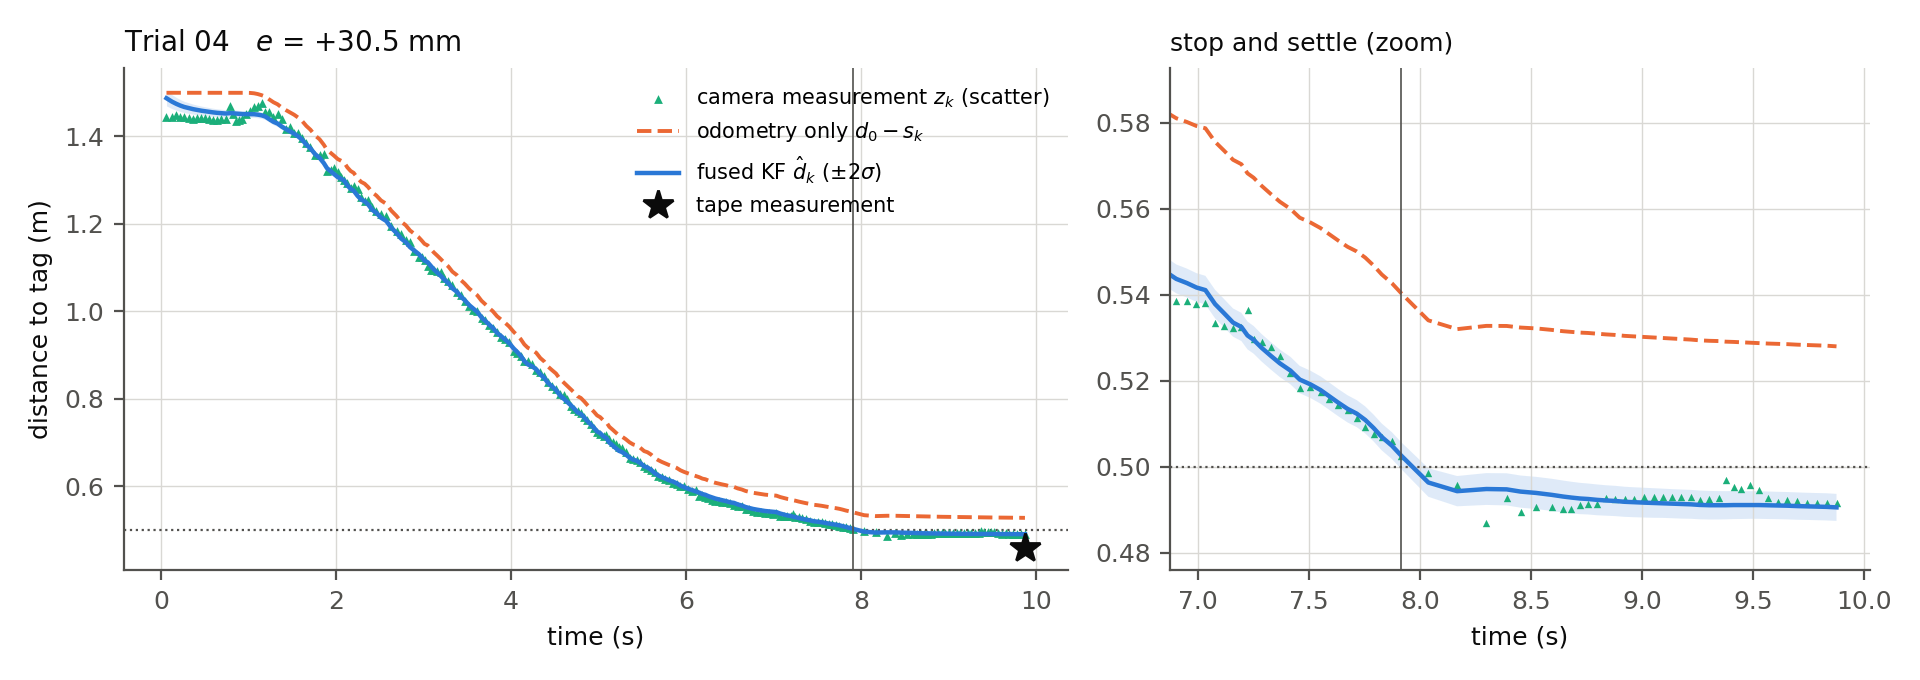 Trial 04 e = +30.5 mm
camera measurement z_k (scatter)
odometry only d_0 − s_k
fused KF d̂_k (±2σ)
tape measurement
distance to tag (m)
1.4
1.2
1.0
0.8
0.6
0 2 4 6 8 10
time (s)
stop and settle (zoom)
0.58
0.56
0.54
0.52
0.50
0.48
7.0 7.5 8.0 8.5 9.0 9.5 10.0
time (s)